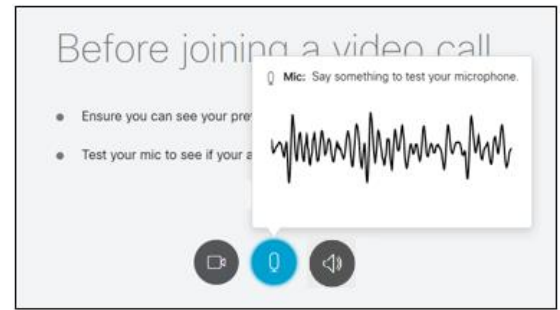 Before joining a video call
Mic: Say something to test your microphone.
Ensure you can see your
Test your mic to see if your